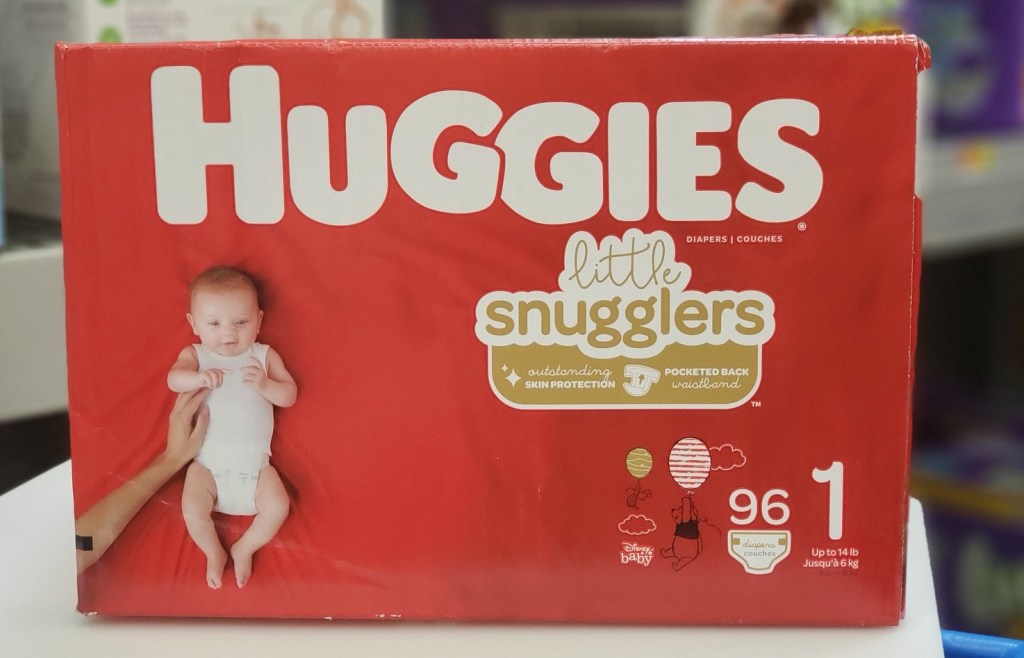 HUGGIES®
DIAPERS | COUCHES
little
snugglers
outstanding
SKIN PROTECTION
POCKETED BACK
waistband
™
Disney
baby
96
diapers
couches
1
Up to 14 lb
Jusqu'à 6 kg